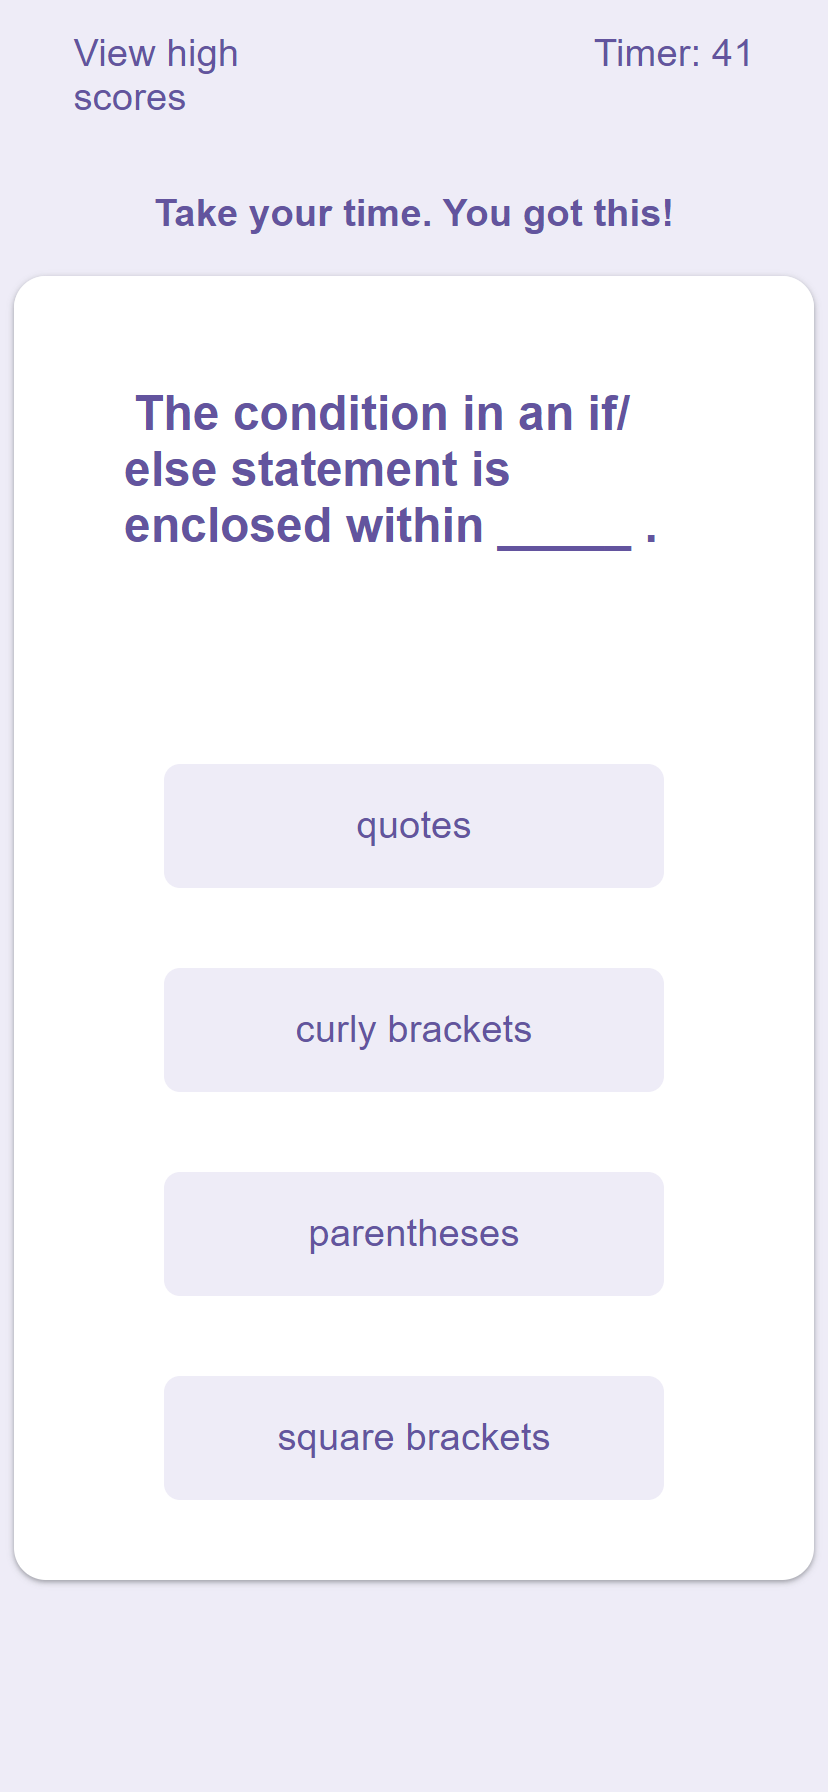 View high
scores
Timer: 41
Take your time. You got this!
The condition in an if/
else statement is
enclosed within _____ .
quotes
curly brackets
parentheses
square brackets